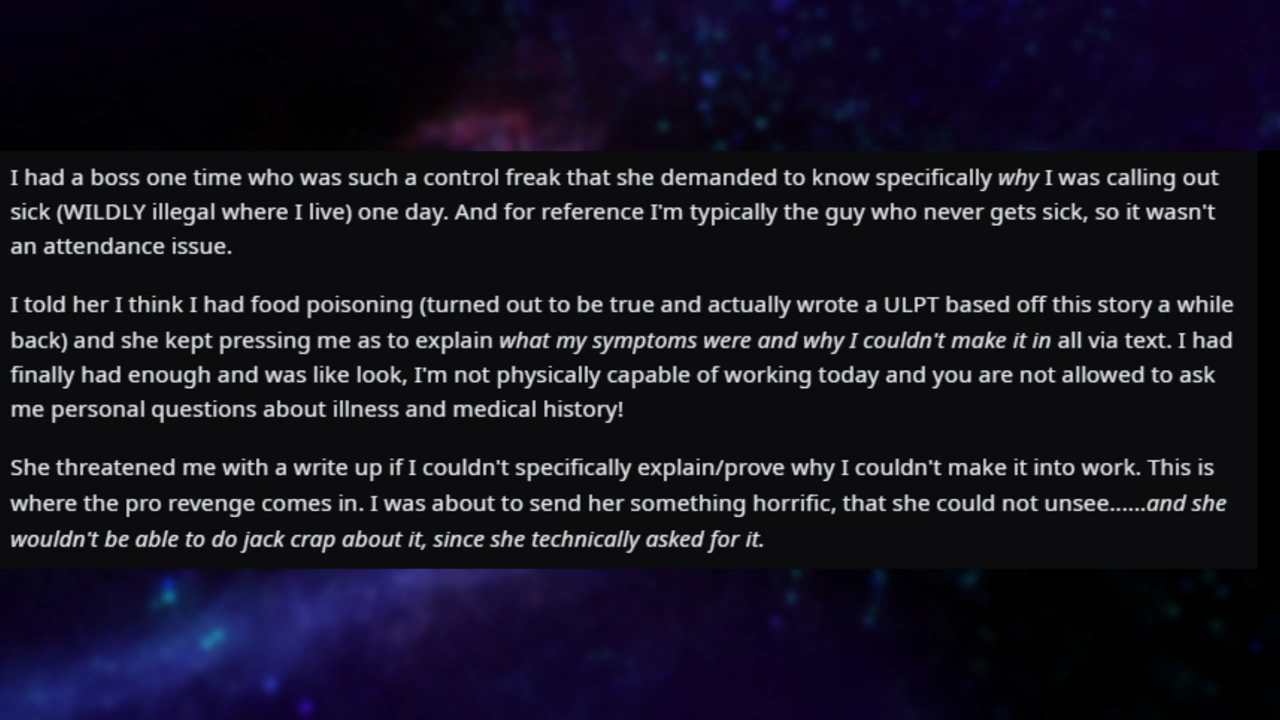 I had a boss one time who was such a control freak that she demanded to know specifically why I was calling out
sick (WILDLY illegal where I live) one day. And for reference I'm typically the guy who never gets sick, so it wasn't
an attendance issue.
I told her I think I had food poisoning (turned out to be true and actually wrote a ULPT based off this story a while
back) and she kept pressing me as to explain what my symptoms were and why I couldn't make it in all via text. I had
finally had enough and was like look, I'm not physically capable of working today and you are not allowed to ask
me personal questions about illness and medical history!
She threatened me with a write up if I couldn't specifically explain/prove why I couldn't make it into work. This is
where the pro revenge comes in. I was about to send her something horrific, that she could not unsee......and she
wouldn't be able to do jack crap about it, since she technically asked for it.